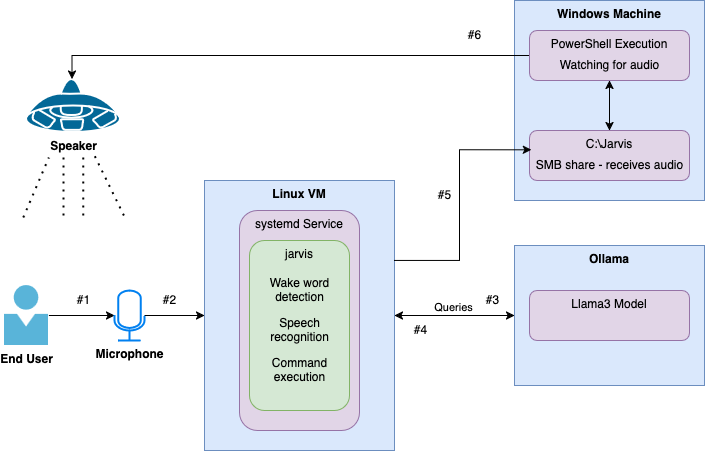 Windows Machine
#6
PowerShell Execution
Watching for audio
Speaker
C:\Jarvis
SMB share - receives audio
#5
Linux VM
systemd Service
jarvis
Wake word
detection
Speech
recognition
Command
execution
Ollama
Llama3 Model
#1
#2
Queries
#3
#4
End User
Microphone